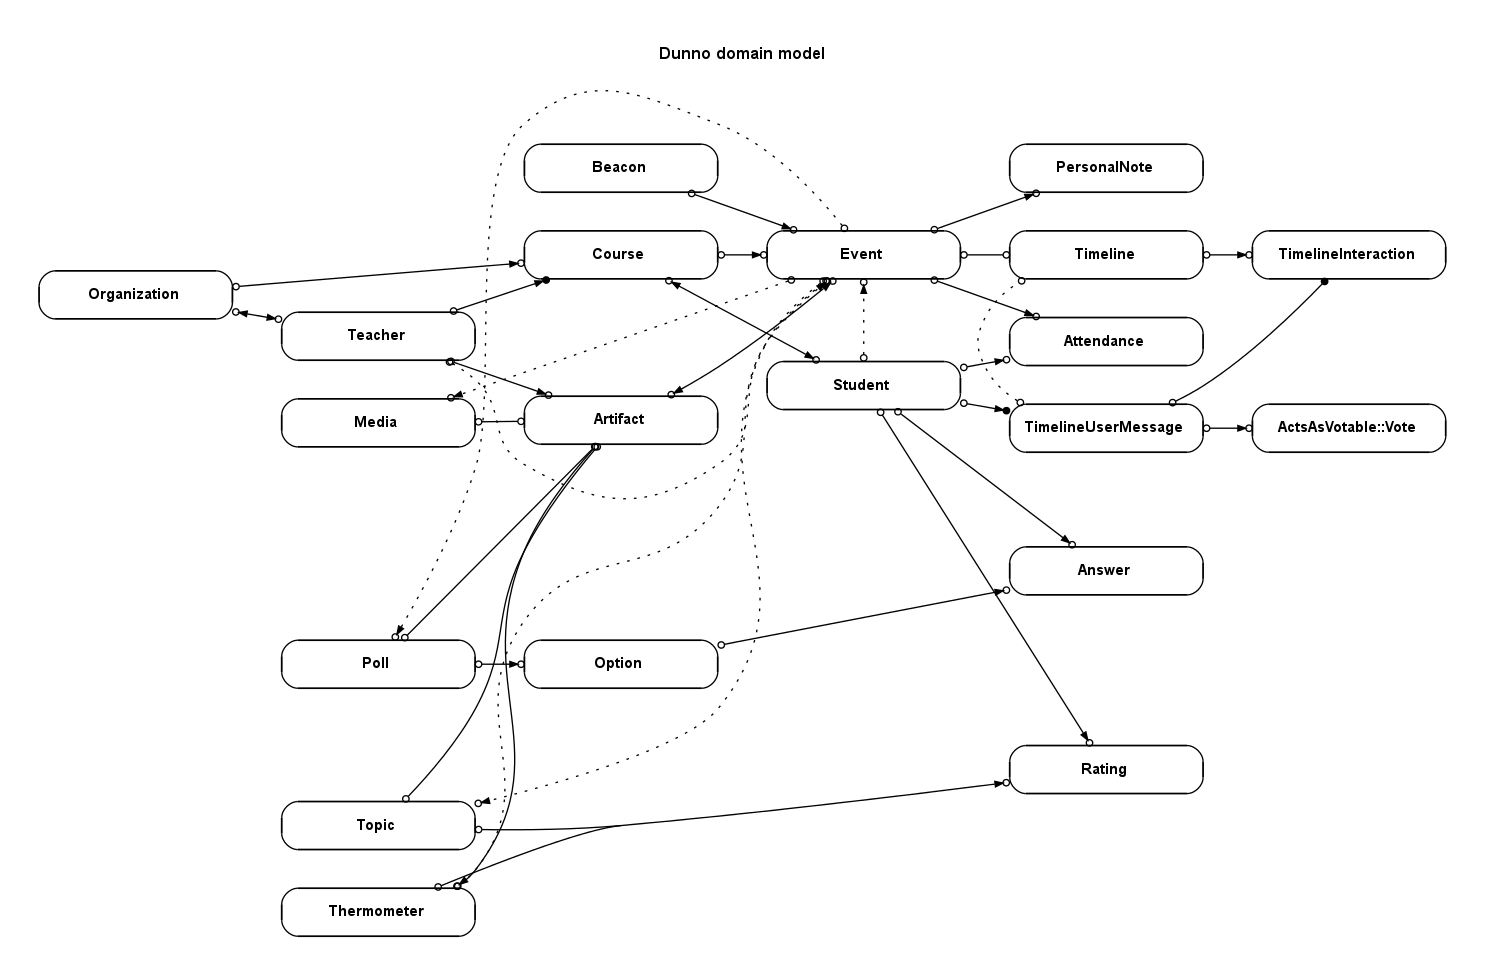 Dunno domain model
Beacon
PersonalNote
Course
Event
Timeline
TimelineInteraction
Organization
Teacher
Attendance
Student
Media
Artifact
TimelineUserMessage
ActsAsVotable::Vote
Answer
Poll
Option
Rating
Topic
Thermometer